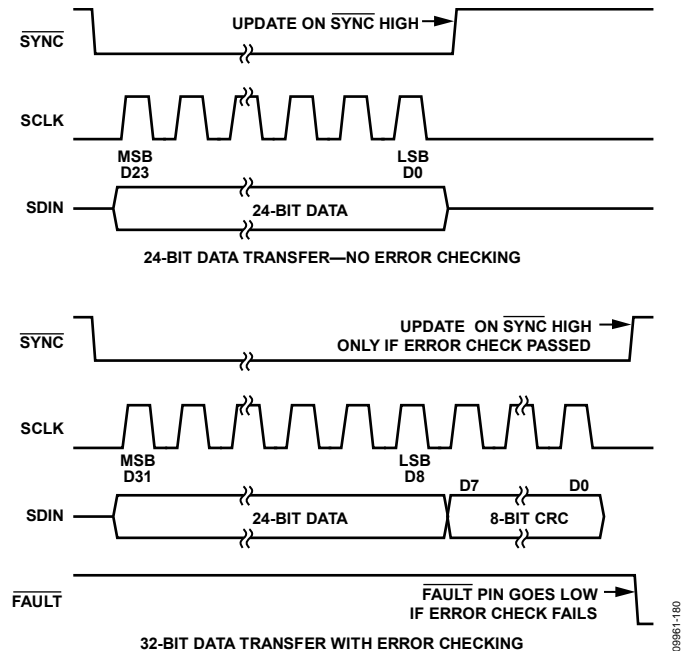 UPDATE ON SYNC HIGH
SYNC
SCLK
MSB
D23
LSB
D0
SDIN
24-BIT DATA
24-BIT DATA TRANSFER—NO ERROR CHECKING
UPDATE ON SYNC HIGH
ONLY IF ERROR CHECK PASSED
SYNC
SCLK
MSB
D31
LSB
D8
D7
D0
SDIN
24-BIT DATA
8-BIT CRC
FAULT
FAULT PIN GOES LOW
IF ERROR CHECK FAILS
32-BIT DATA TRANSFER WITH ERROR CHECKING
09961-180